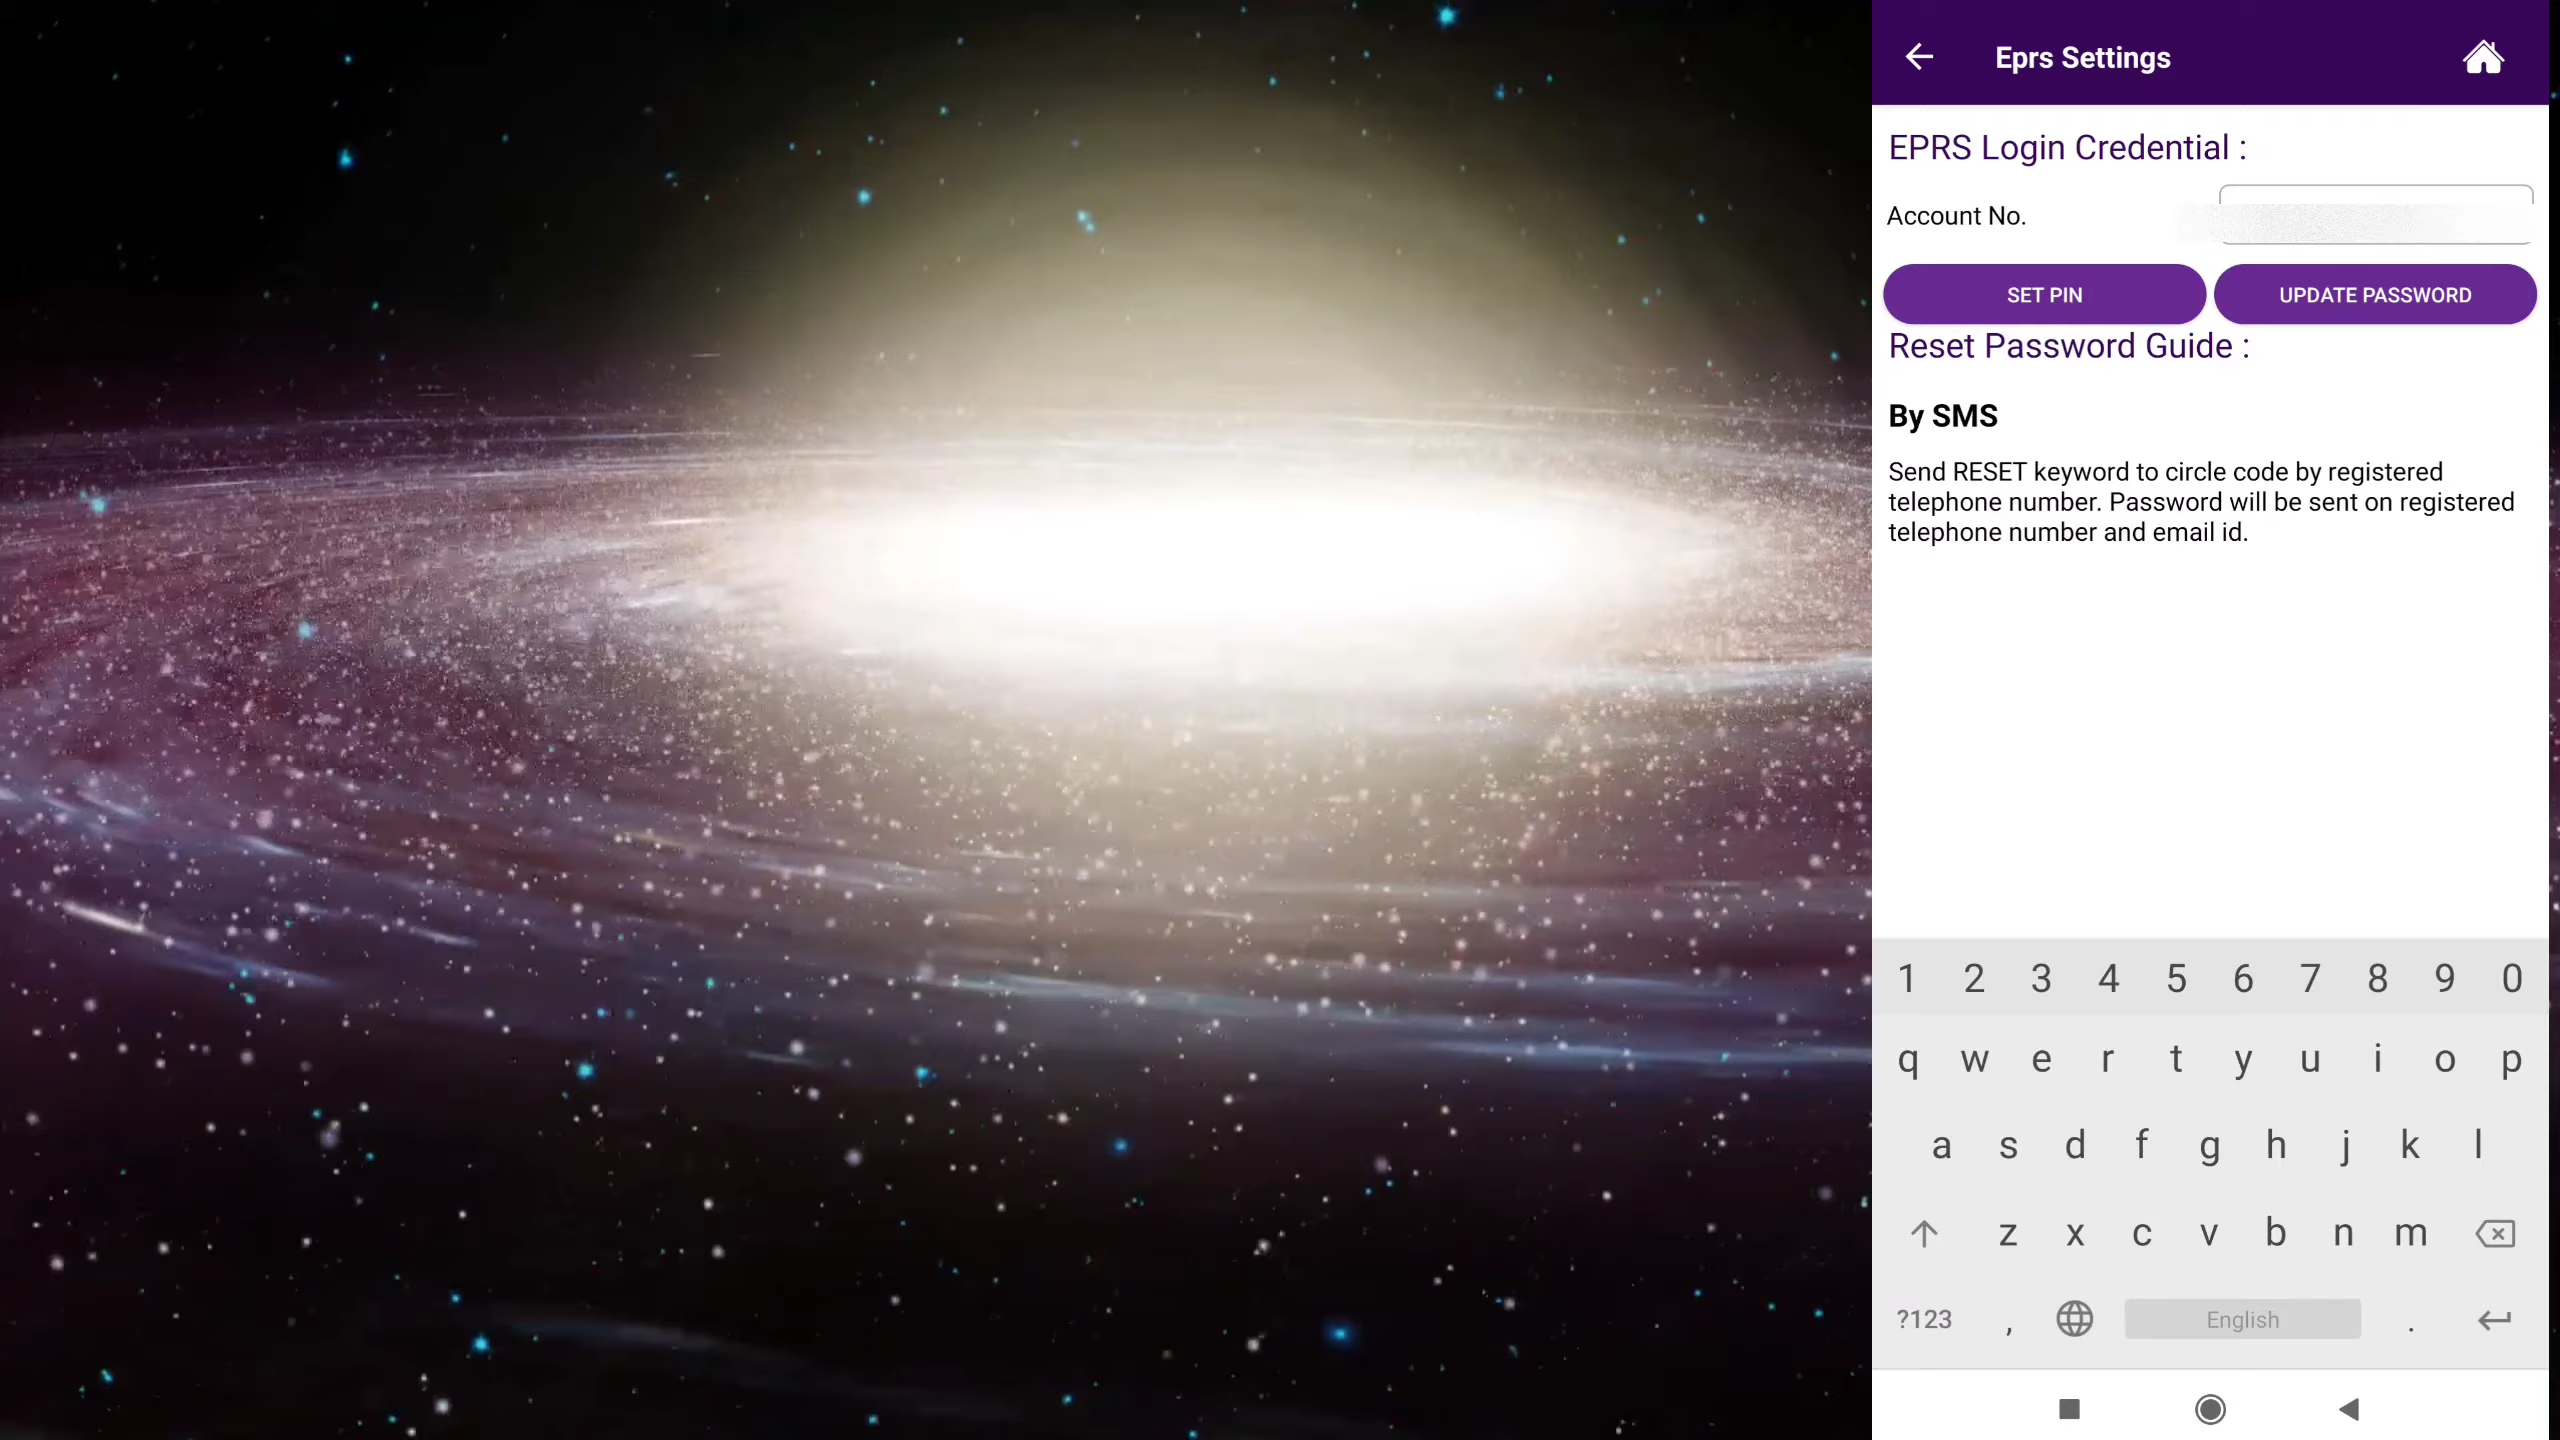 Eprs Settings
EPRS Login Credential :
Account No.
SET PIN
UPDATE PASSWORD
Reset Password Guide :
By SMS
Send RESET keyword to circle code by registered
telephone number. Password will be sent on registered
telephone number and email id.
1 2 3 4 5 6 7 8 9 0
q w e r t y u i o p
a s d f g h j k l
z x c v b n m
?123 , English .